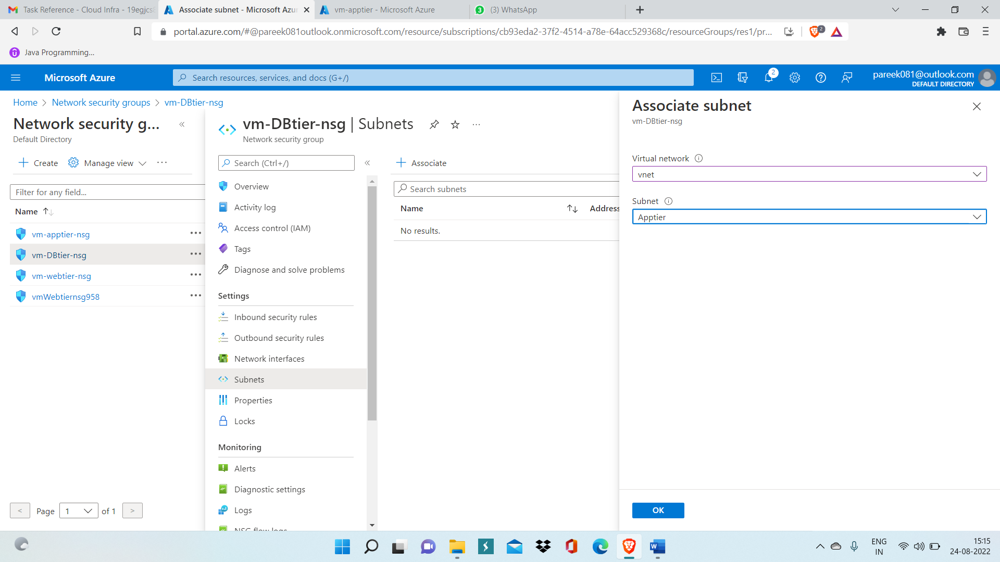 Task Reference - Cloud Infra - 19egjcs
Associate subnet - Microsoft Azu
vm-apptier - Microsoft Azure
(3) WhatsApp
portal.azure.com/#@pareek081outlook.onmicrosoft.com/resource/subscriptions/cb93eda2-37f2-4514-a78e-64acc529368c/resourceGroups/res1/pr...
2
Java Programming...
Microsoft Azure
Search resources, services, and docs (G+/)
2
pareek081@outlook.com
DEFAULT DIRECTORY
Home > Network security groups > vm-DBtier-nsg
Network security g... «
Default Directory
Create
Manage view
...
Filter for any field...
Name ↑↓
vm-apptier-nsg ...
vm-DBtier-nsg ...
vm-webtier-nsg ...
vmWebtiernsg958 ...
< Page 1 of 1 >
vm-DBtier-nsg | Subnets ...
Network security group
Search (Ctrl+/) «
Overview
Activity log
Access control (IAM)
Tags
Diagnose and solve problems
Settings
Inbound security rules
Outbound security rules
Network interfaces
Subnets
Properties
Locks
Monitoring
Alerts
Diagnostic settings
Logs
NSG flow logs
+ Associate
Search subnets
Name ↑↓ Address
No results.
Associate subnet
vm-DBtier-nsg
Virtual network
vnet
Subnet
Apptier
OK
ENG
IN
15:15
24-08-2022